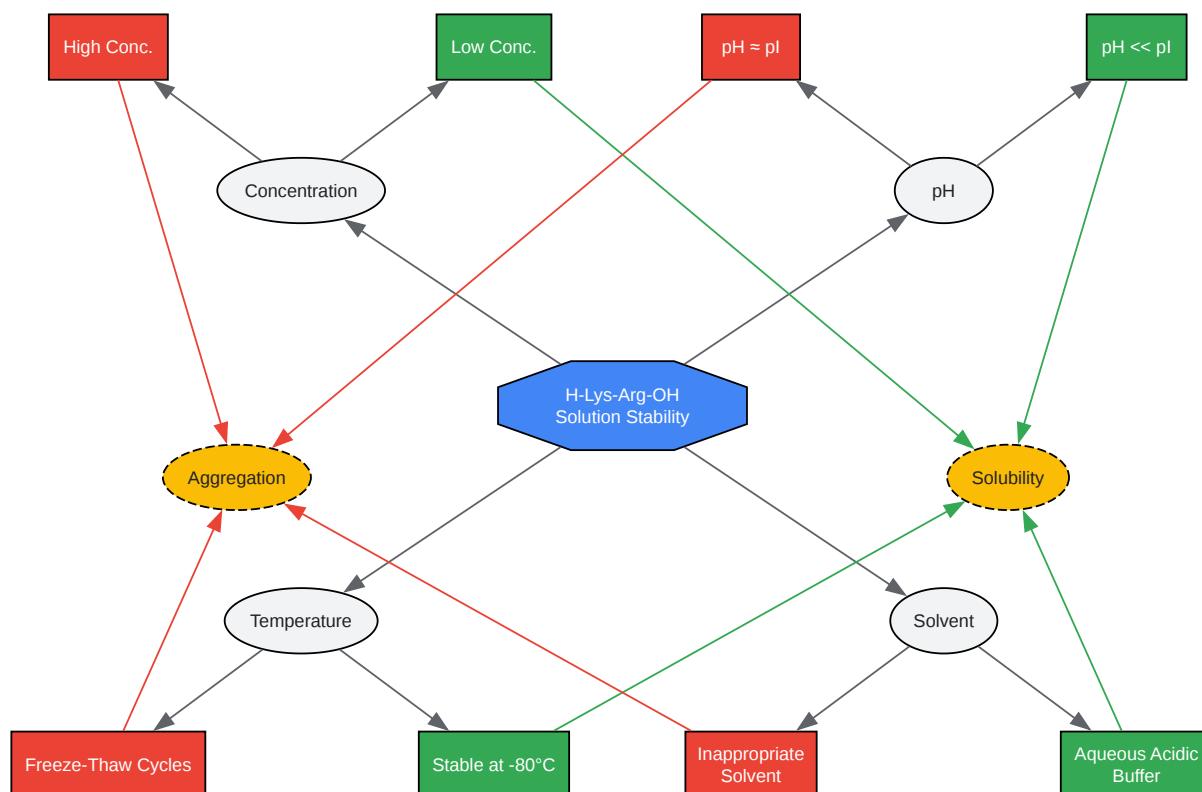 High Conc.
Low Conc.
pH ≈ pI
pH << pI
Concentration
pH
H-Lys-Arg-OH
Solution Stability
Aggregation
Solubility
Temperature
Solvent
Freeze-Thaw Cycles
Stable at -80°C
Inappropriate
Solvent
Aqueous Acidic
Buffer